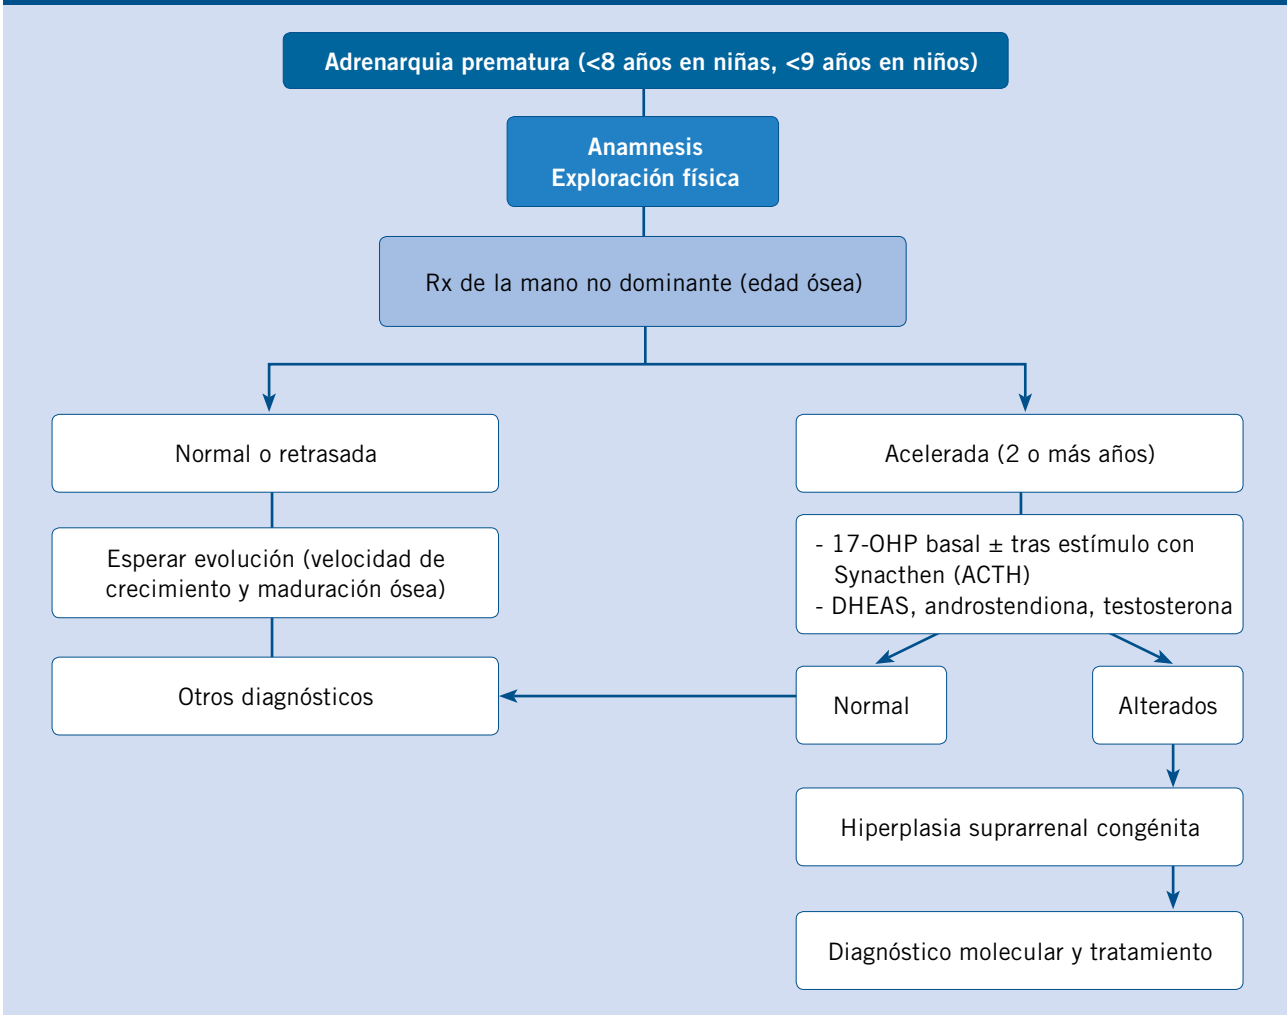 Adrenarquia prematura (<8 años en niñas, <9 años en niños)
Anamnesis
Exploración física
Rx de la mano no dominante (edad ósea)
Normal o retrasada
Acelerada (2 o más años)
Esperar evolución (velocidad de
crecimiento y maduración ósea)
- 17-OHP basal ± tras estímulo con
Synacthen (ACTH)
- DHEAS, androstendiona, testosterona
Otros diagnósticos
Normal
Alterados
Hiperplasia suprarrenal congénita
Diagnóstico molecular y tratamiento